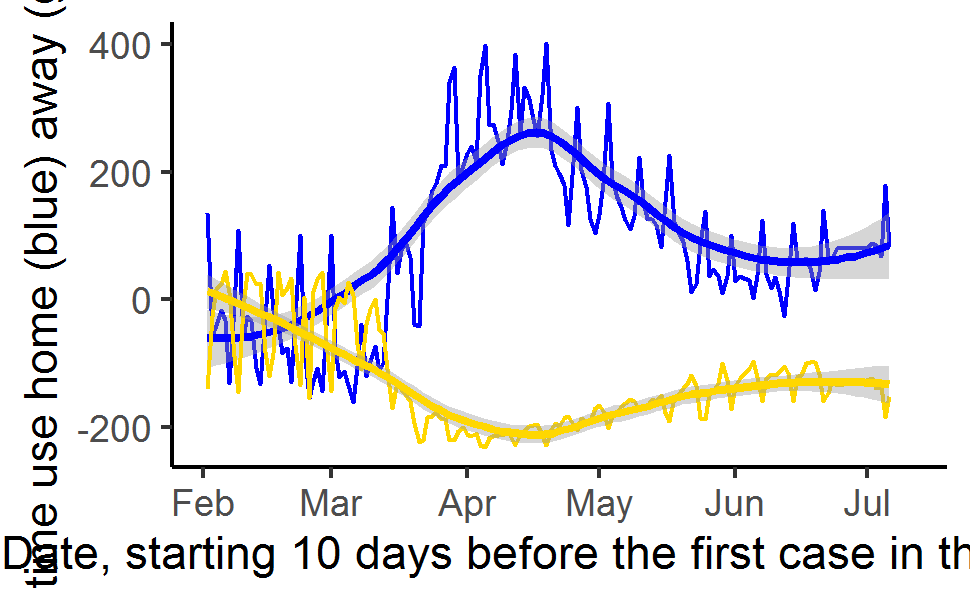 time use home (blue) away (
400
200
0
-200
Feb Mar Apr May Jun Jul
Date, starting 10 days before the first case in th